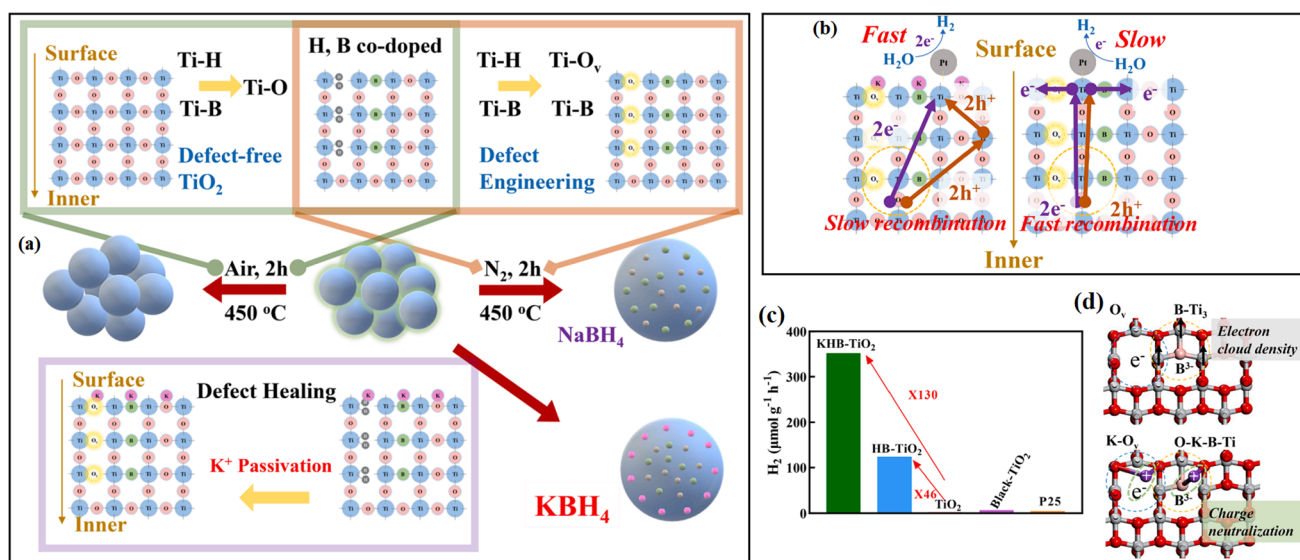 Surface
Ti-H
Ti-B
Ti-O
Defect-free
TiO2
Inner
H, B co-doped
Ti-H
Ti-Ov
Ti-B
Ti-B
Defect
Engineering
(a)
Air, 2h
450 °C
N2, 2h
450 °C
NaBH4
Surface
Defect Healing
K+ Passivation
Inner
KBH4
(b)
H2
Fast
2e-
H2O
Pt
Surface
H2
e-
Slow
H2O
Pt
2e-
2h+
2h+
Slow recombination
e-
e-
2e-
2h+
Fast recombination
Inner
(c)
H2 (μmol g-1 h-1)
400
300
200
100
0
KHB-TiO2
HB-TiO2
X130
X46
TiO2
Black-TiO2
P25
(d)
Ov
B-Ti3
Electron
cloud density
e-
B3-
K-Ov
O-K-B-Ti
e-
B3-
Charge
neutralization